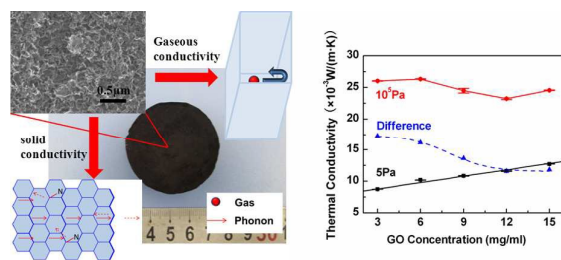 Gaseous
conductivity
0.5μm
solid
conductivity
N
N
Gas
Phonon
4 5 6 7 8 9
Thermal Conductivity (×10⁻³W/(m·K)
30
25
20
15
10
5
10⁵Pa
Difference
5Pa
3 6 9 12 15
GO Concentration (mg/ml)